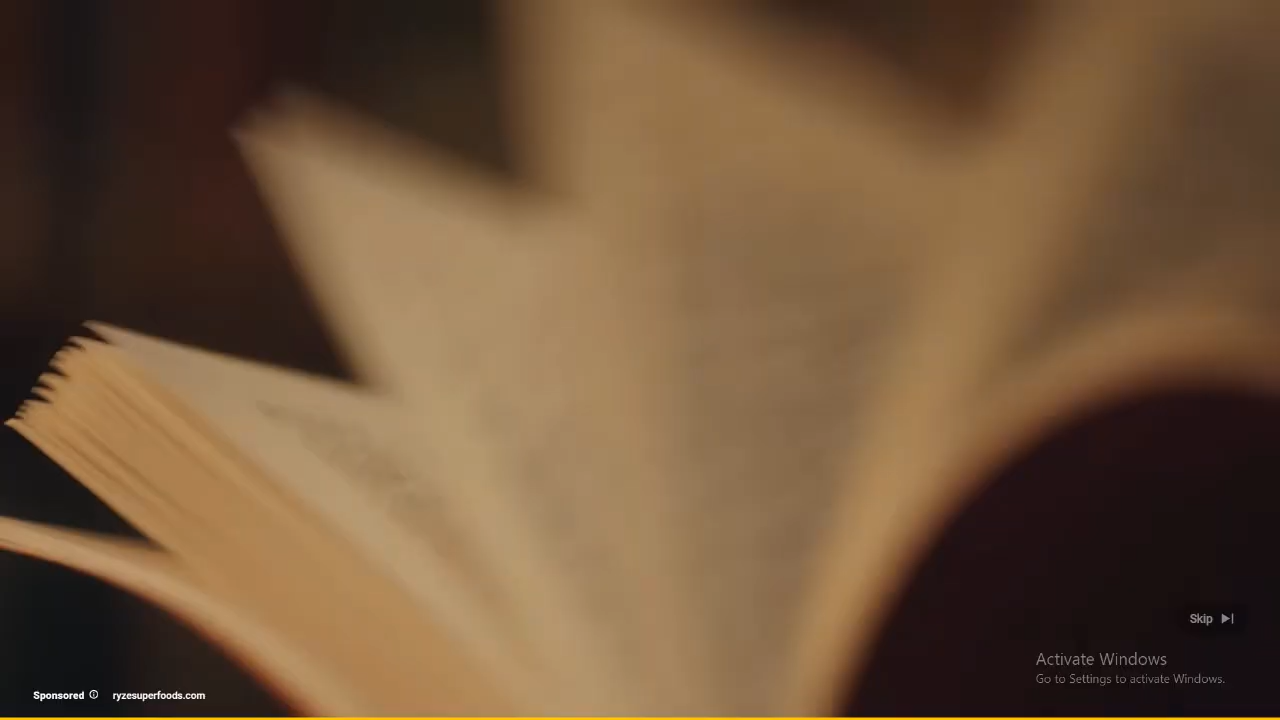 Skip
Activate Windows
Go to Settings to activate Windows.
Sponsored ryzesuperfoods.com